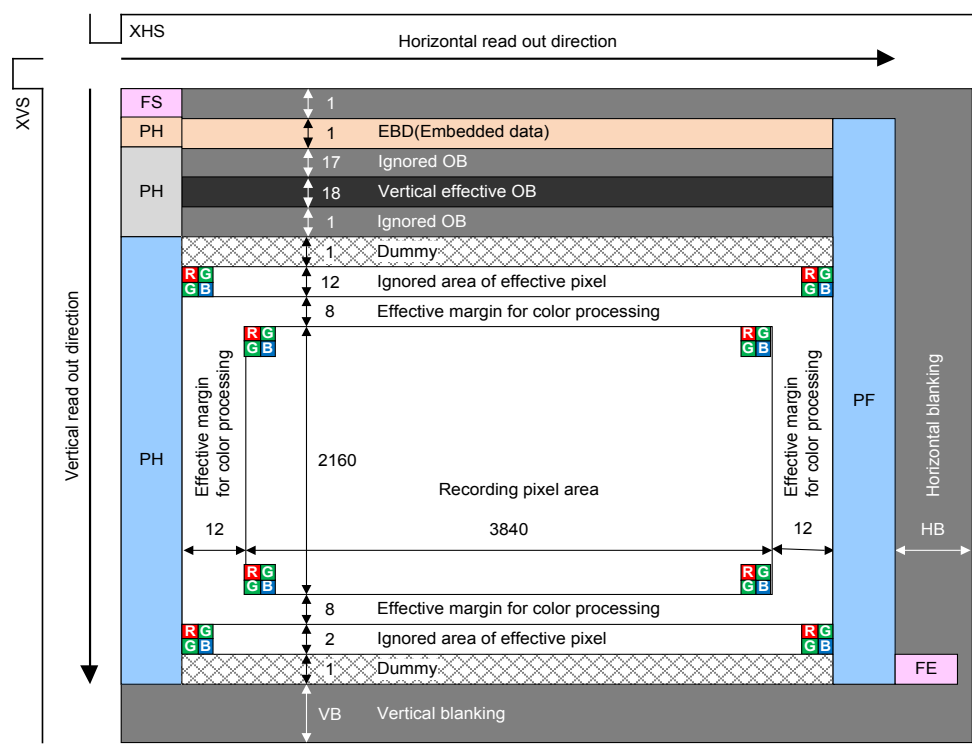 XHS
Horizontal read out direction
XVS
Vertical read out direction
FS
1
PH
1 EBD(Embedded data)
17 Ignored OB
PH
18 Vertical effective OB
1 Ignored OB
1 Dummy
R G
G B
12 Ignored area of effective pixel
R G
G B
8 Effective margin for color processing
R G
G B
R G
G B
Effective margin
for color processing
Effective margin
for color processing
PF
Horizontal blanking
PH
2160
Recording pixel area
12
3840
12
HB
R G
G B
R G
G B
8 Effective margin for color processing
R G
G B
2 Ignored area of effective pixel
R G
G B
1 Dummy
FE
VB Vertical blanking